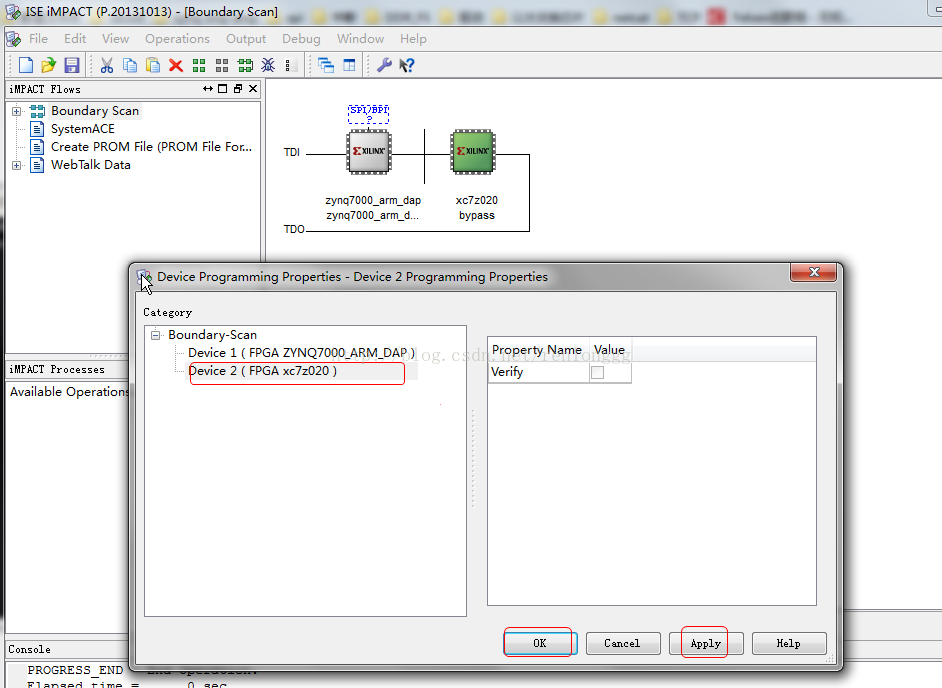 ISE iMPACT (P.20131013) - [Boundary Scan]
File Edit View Operations Output Debug Window Help
iMPACT Flows
Boundary Scan
SystemACE
Create PROM File (PROM File For...
WebTalk Data
SPI/BPI
?
TDI
XILINX
XILINX
zynq7000_arm_dap
zynq7000_arm_d...
xc7z020
bypass
TDO
iMPACT Processes
Available Operations
Device Programming Properties - Device 2 Programming Properties
Category
Boundary-Scan
Device 1 ( FPGA ZYNQ7000_ARM_DAP )
Device 2 ( FPGA xc7z020 )
Property Name Value
Verify
OK Cancel Apply Help
Console
PROGRESS_END - End Operation.
Elapsed time = 0 sec.